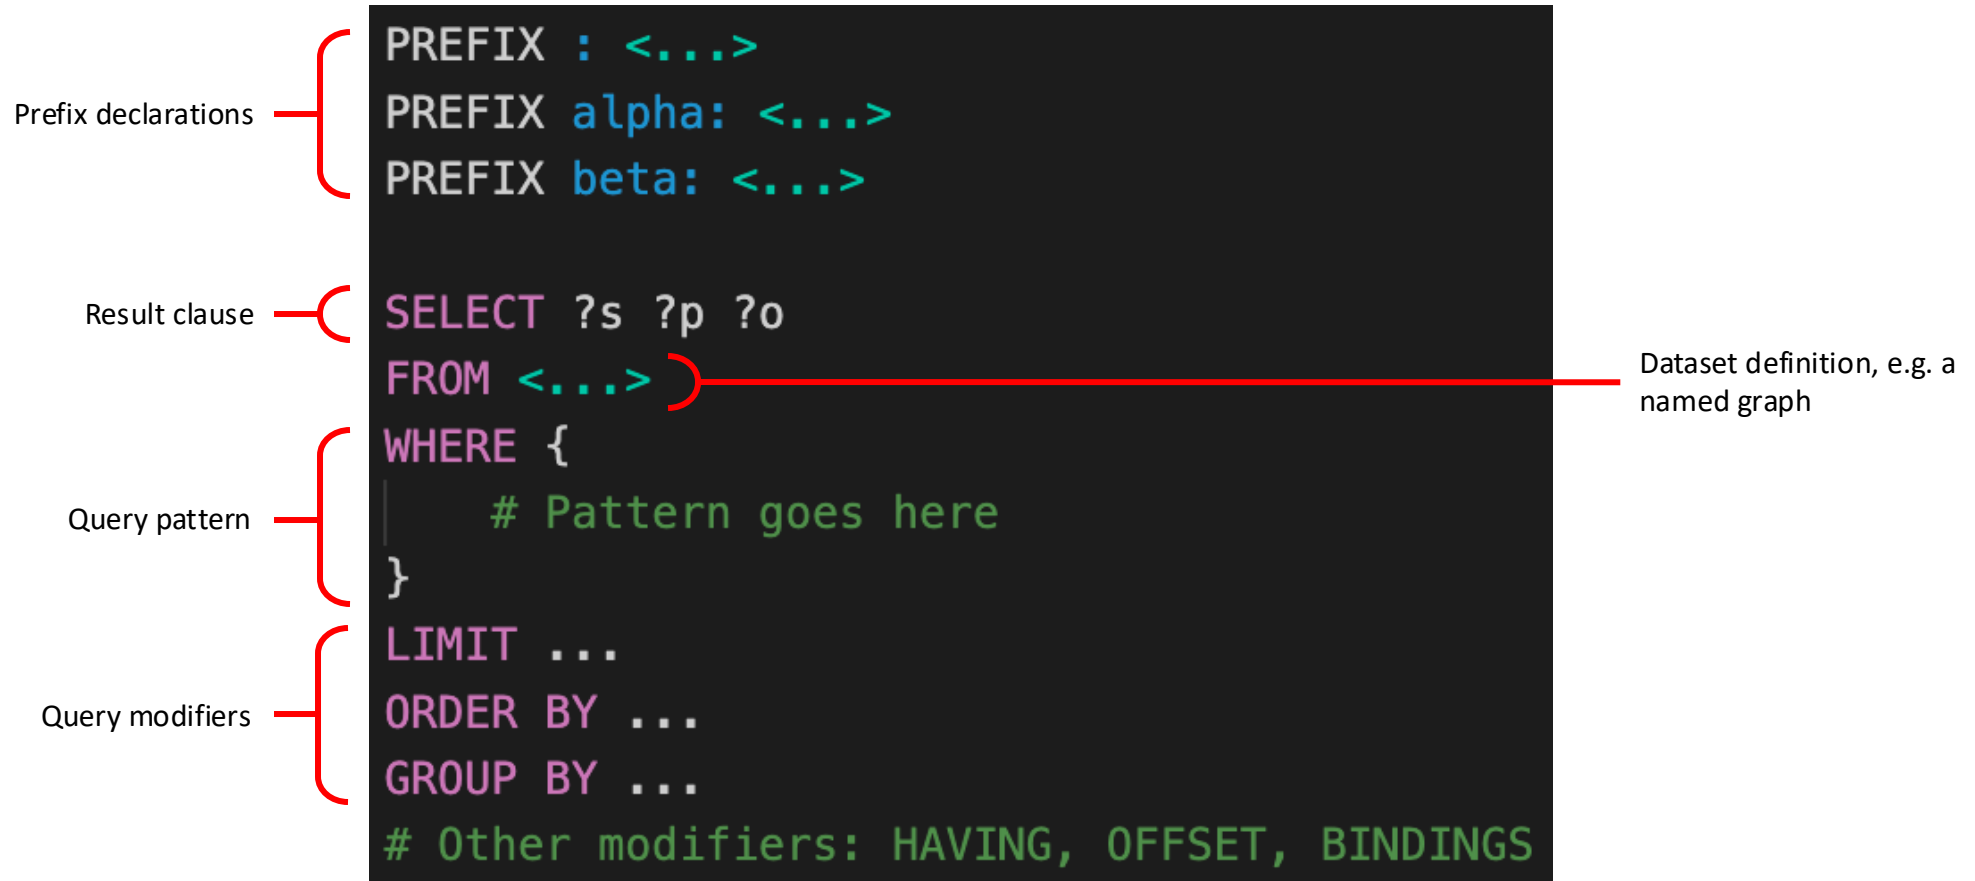 Prefix declarations
PREFIX : <...>
PREFIX alpha: <...>
PREFIX beta: <...>
Result clause
SELECT ?s ?p ?o
FROM <...>
Dataset definition, e.g. a
named graph
Query pattern
WHERE {
# Pattern goes here
}
Query modifiers
LIMIT ...
ORDER BY ...
GROUP BY ...
# Other modifiers: HAVING, OFFSET, BINDINGS